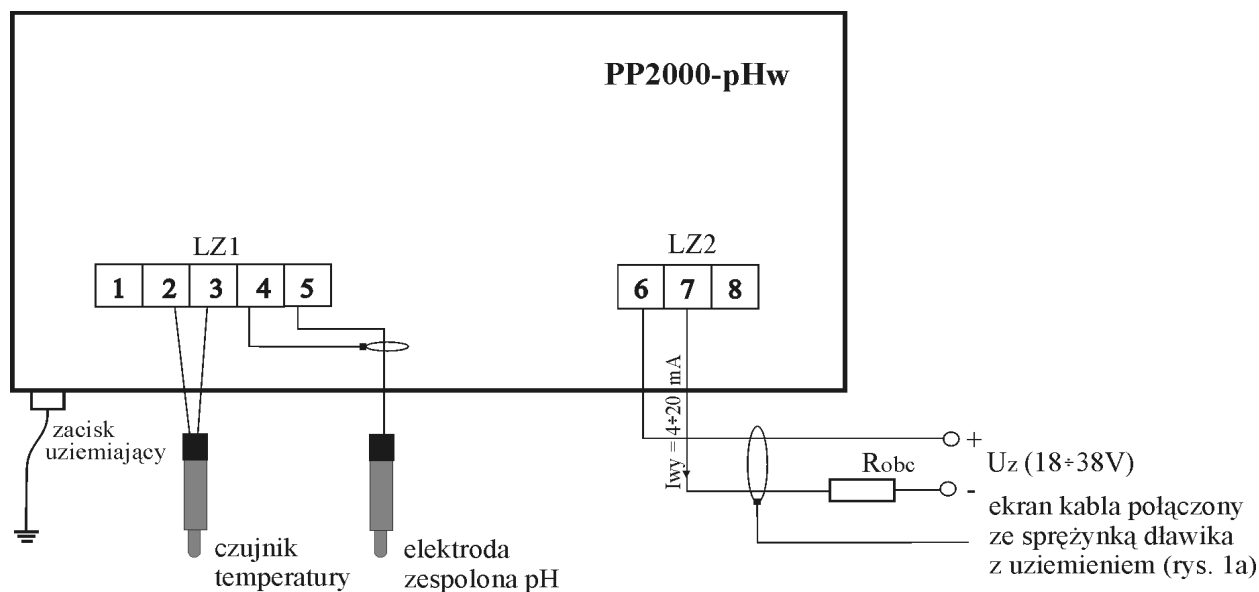 PP2000-pHw
LZ1
1 2 3 4 5
LZ2
6 7 8
zacisk
uziemiający
czujnik
temperatury
elektroda
zespolona pH
Iwy = 4÷20 mA
Robc
+
Uz (18÷38V)
-
ekran kabla połączony
ze sprężynką dławika
z uziemieniem (rys. 1a)